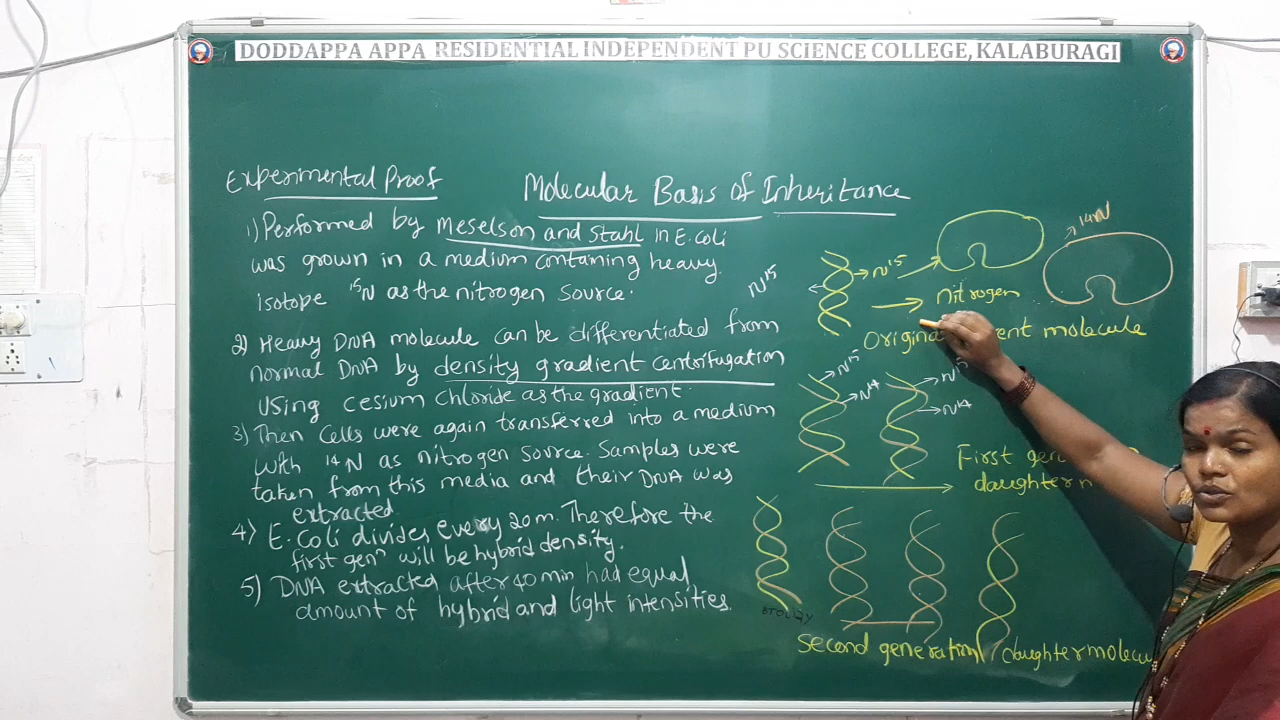 DODDAPPA APPA RESIDENTIAL INDEPENDENT PU SCIENCE COLLEGE, KALABURAGI
Experimental Proof
Molecular Basis of Inheritance
1) Performed by Meselson and Stahl in E.coli
was grown in a medium containing heavy
isotope 15N as the nitrogen source.
2) Heavy DNA molecule can be differentiated from
normal DNA by density gradient centrifugation
Using cesium chloride as the gradient.
3) Then cells were again transferred into a medium
with 14N as nitrogen source. Samples were
taken from this media and their DNA was
extracted
4) E.coli divides every 20m. Therefore the
first genn will be hybrid density.
5) DNA extracted after 40 min had equal
amount of hybrid and light intensities.
14N
N15
N15
nitrogen
Origina ent molecule
N15
N14
N15
N14
First gen
daughter
BIOLOGY
Second generation daughter molecu